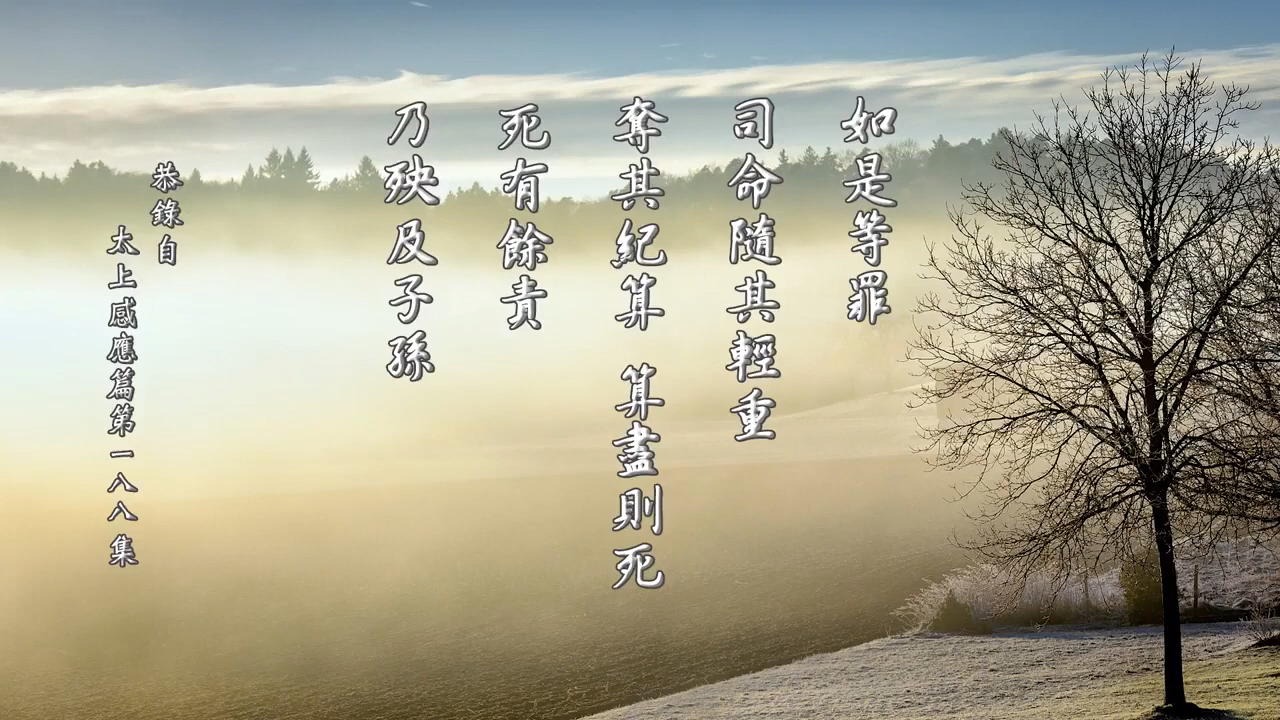 如是等罪
司命隨其輕重
奪其紀算 算盡則死
死有餘責
乃殃及子孫
恭錄自
太上感應篇第一八八集